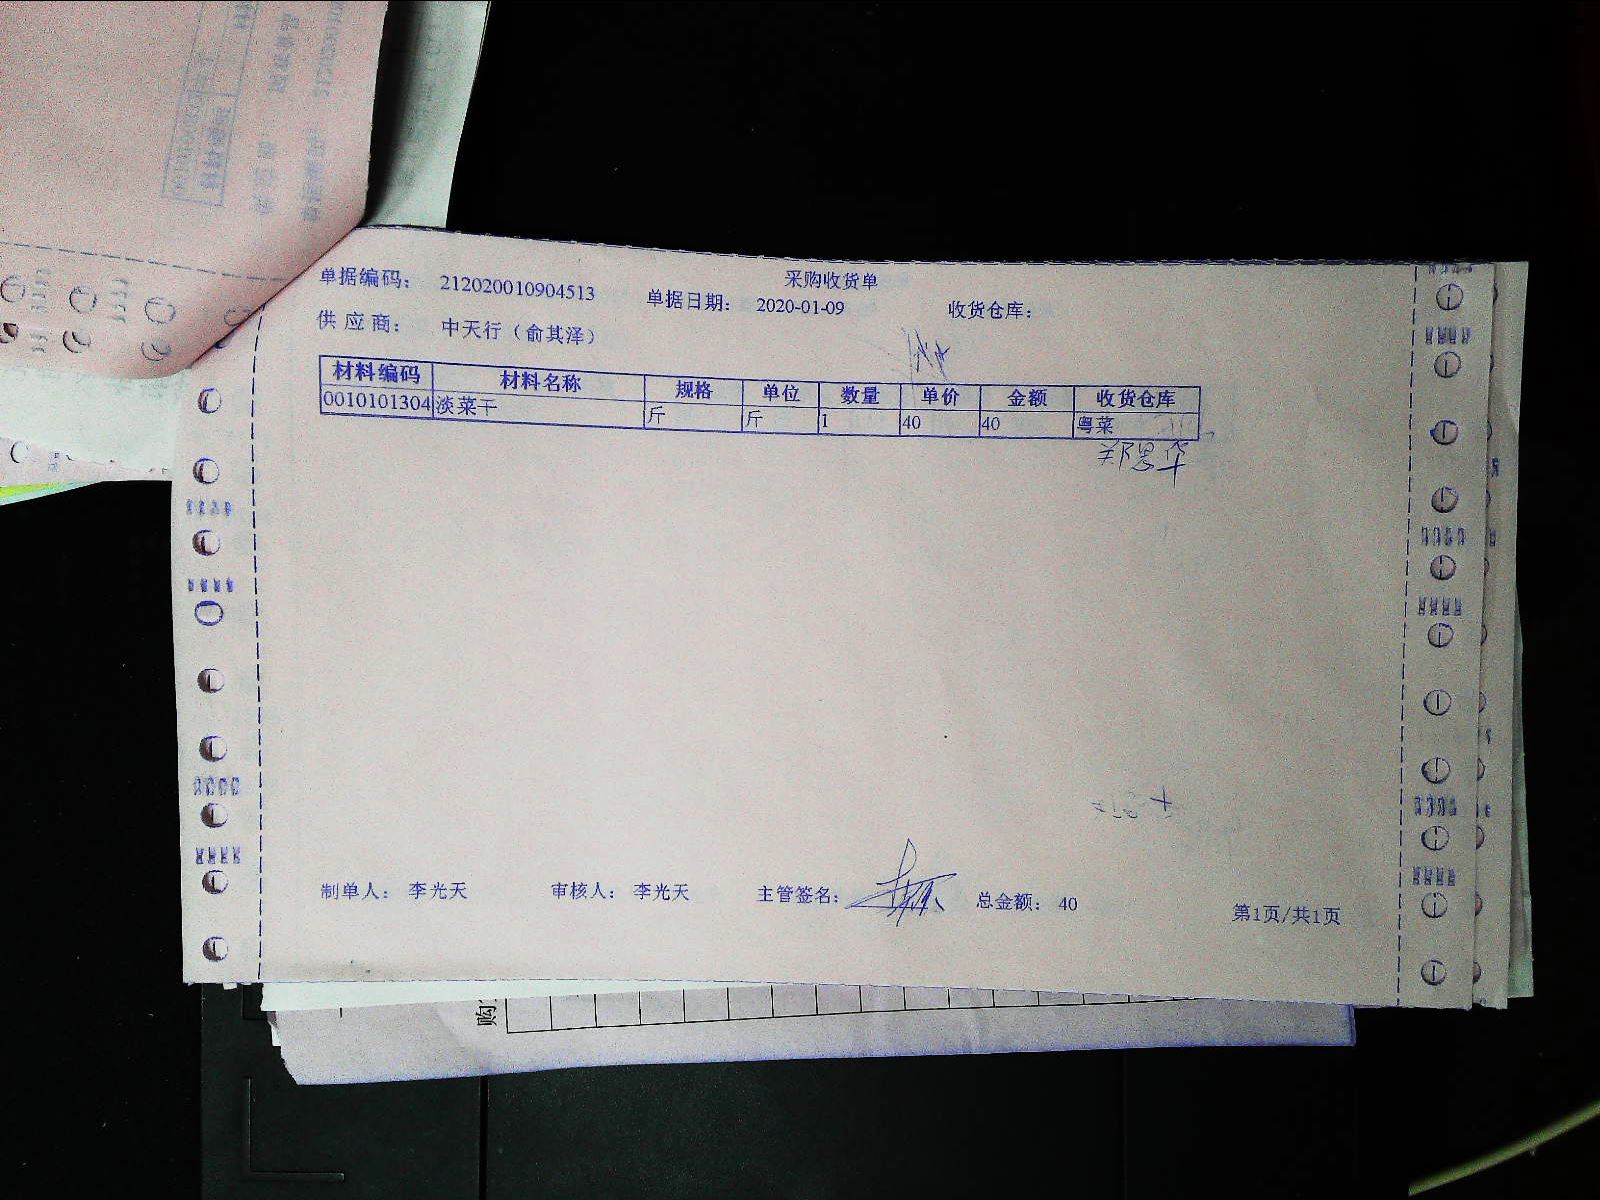 采购收货单
单据编码： 212020010904513 单据日期： 2020-01-09 收货仓库：
供 应 商： 中天行（俞其泽）
材料编码 材料名称 规格 单位 数量 单价 金额 收货仓库
0010101304 淡菜干 斤 斤 1 40 40 粤菜
郑思华
制单人： 李光天 审核人： 李光天 主管签名： 总金额： 40
第1页/共1页
购